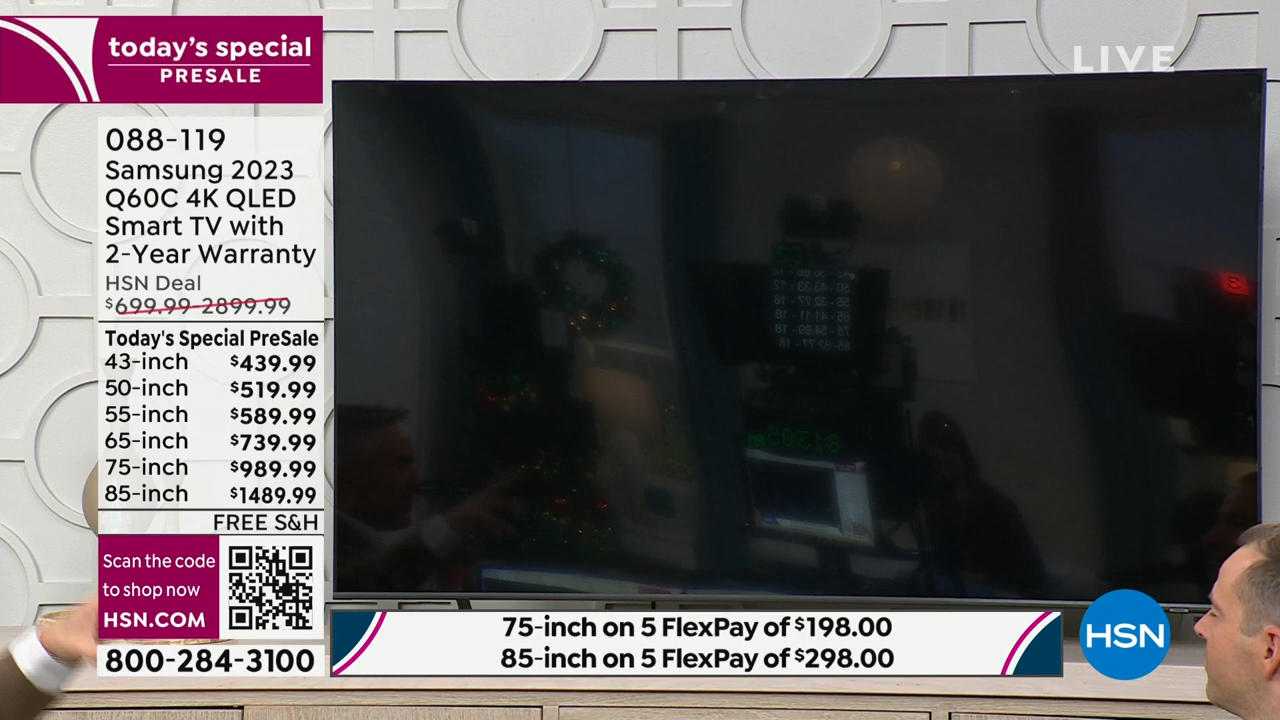 today's special
PRESALE
LIVE
088-119
Samsung 2023
Q60C 4K QLED
Smart TV with
2-Year Warranty
HSN Deal
$699.99-2899.99
Today's Special PreSale
43-inch $439.99
50-inch $519.99
55-inch $589.99
65-inch $739.99
75-inch $989.99
85-inch $1489.99
FREE S&H
Scan the code
to shop now
HSN.COM
800-284-3100
75-inch on 5 FlexPay of $198.00
85-inch on 5 FlexPay of $298.00
HSN